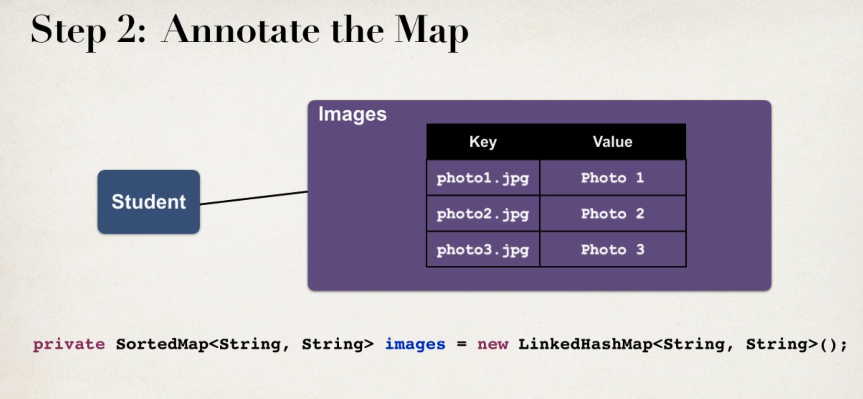 Step 2: Annotate the Map
Images
Key Value
photo1.jpg Photo 1
Student
photo2.jpg Photo 2
photo3.jpg Photo 3
private SortedMap<String, String> images = new LinkedHashMap<String, String>();